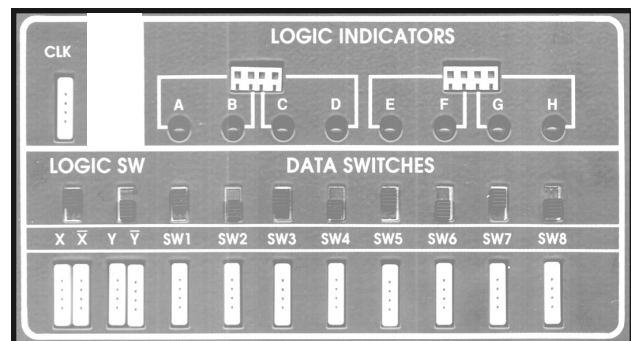 LOGIC INDICATORS
CLK
A B C D E F G H
LOGIC SW DATA SWITCHES
X X̅ Y Y̅ SW1 SW2 SW3 SW4 SW5 SW6 SW7 SW8